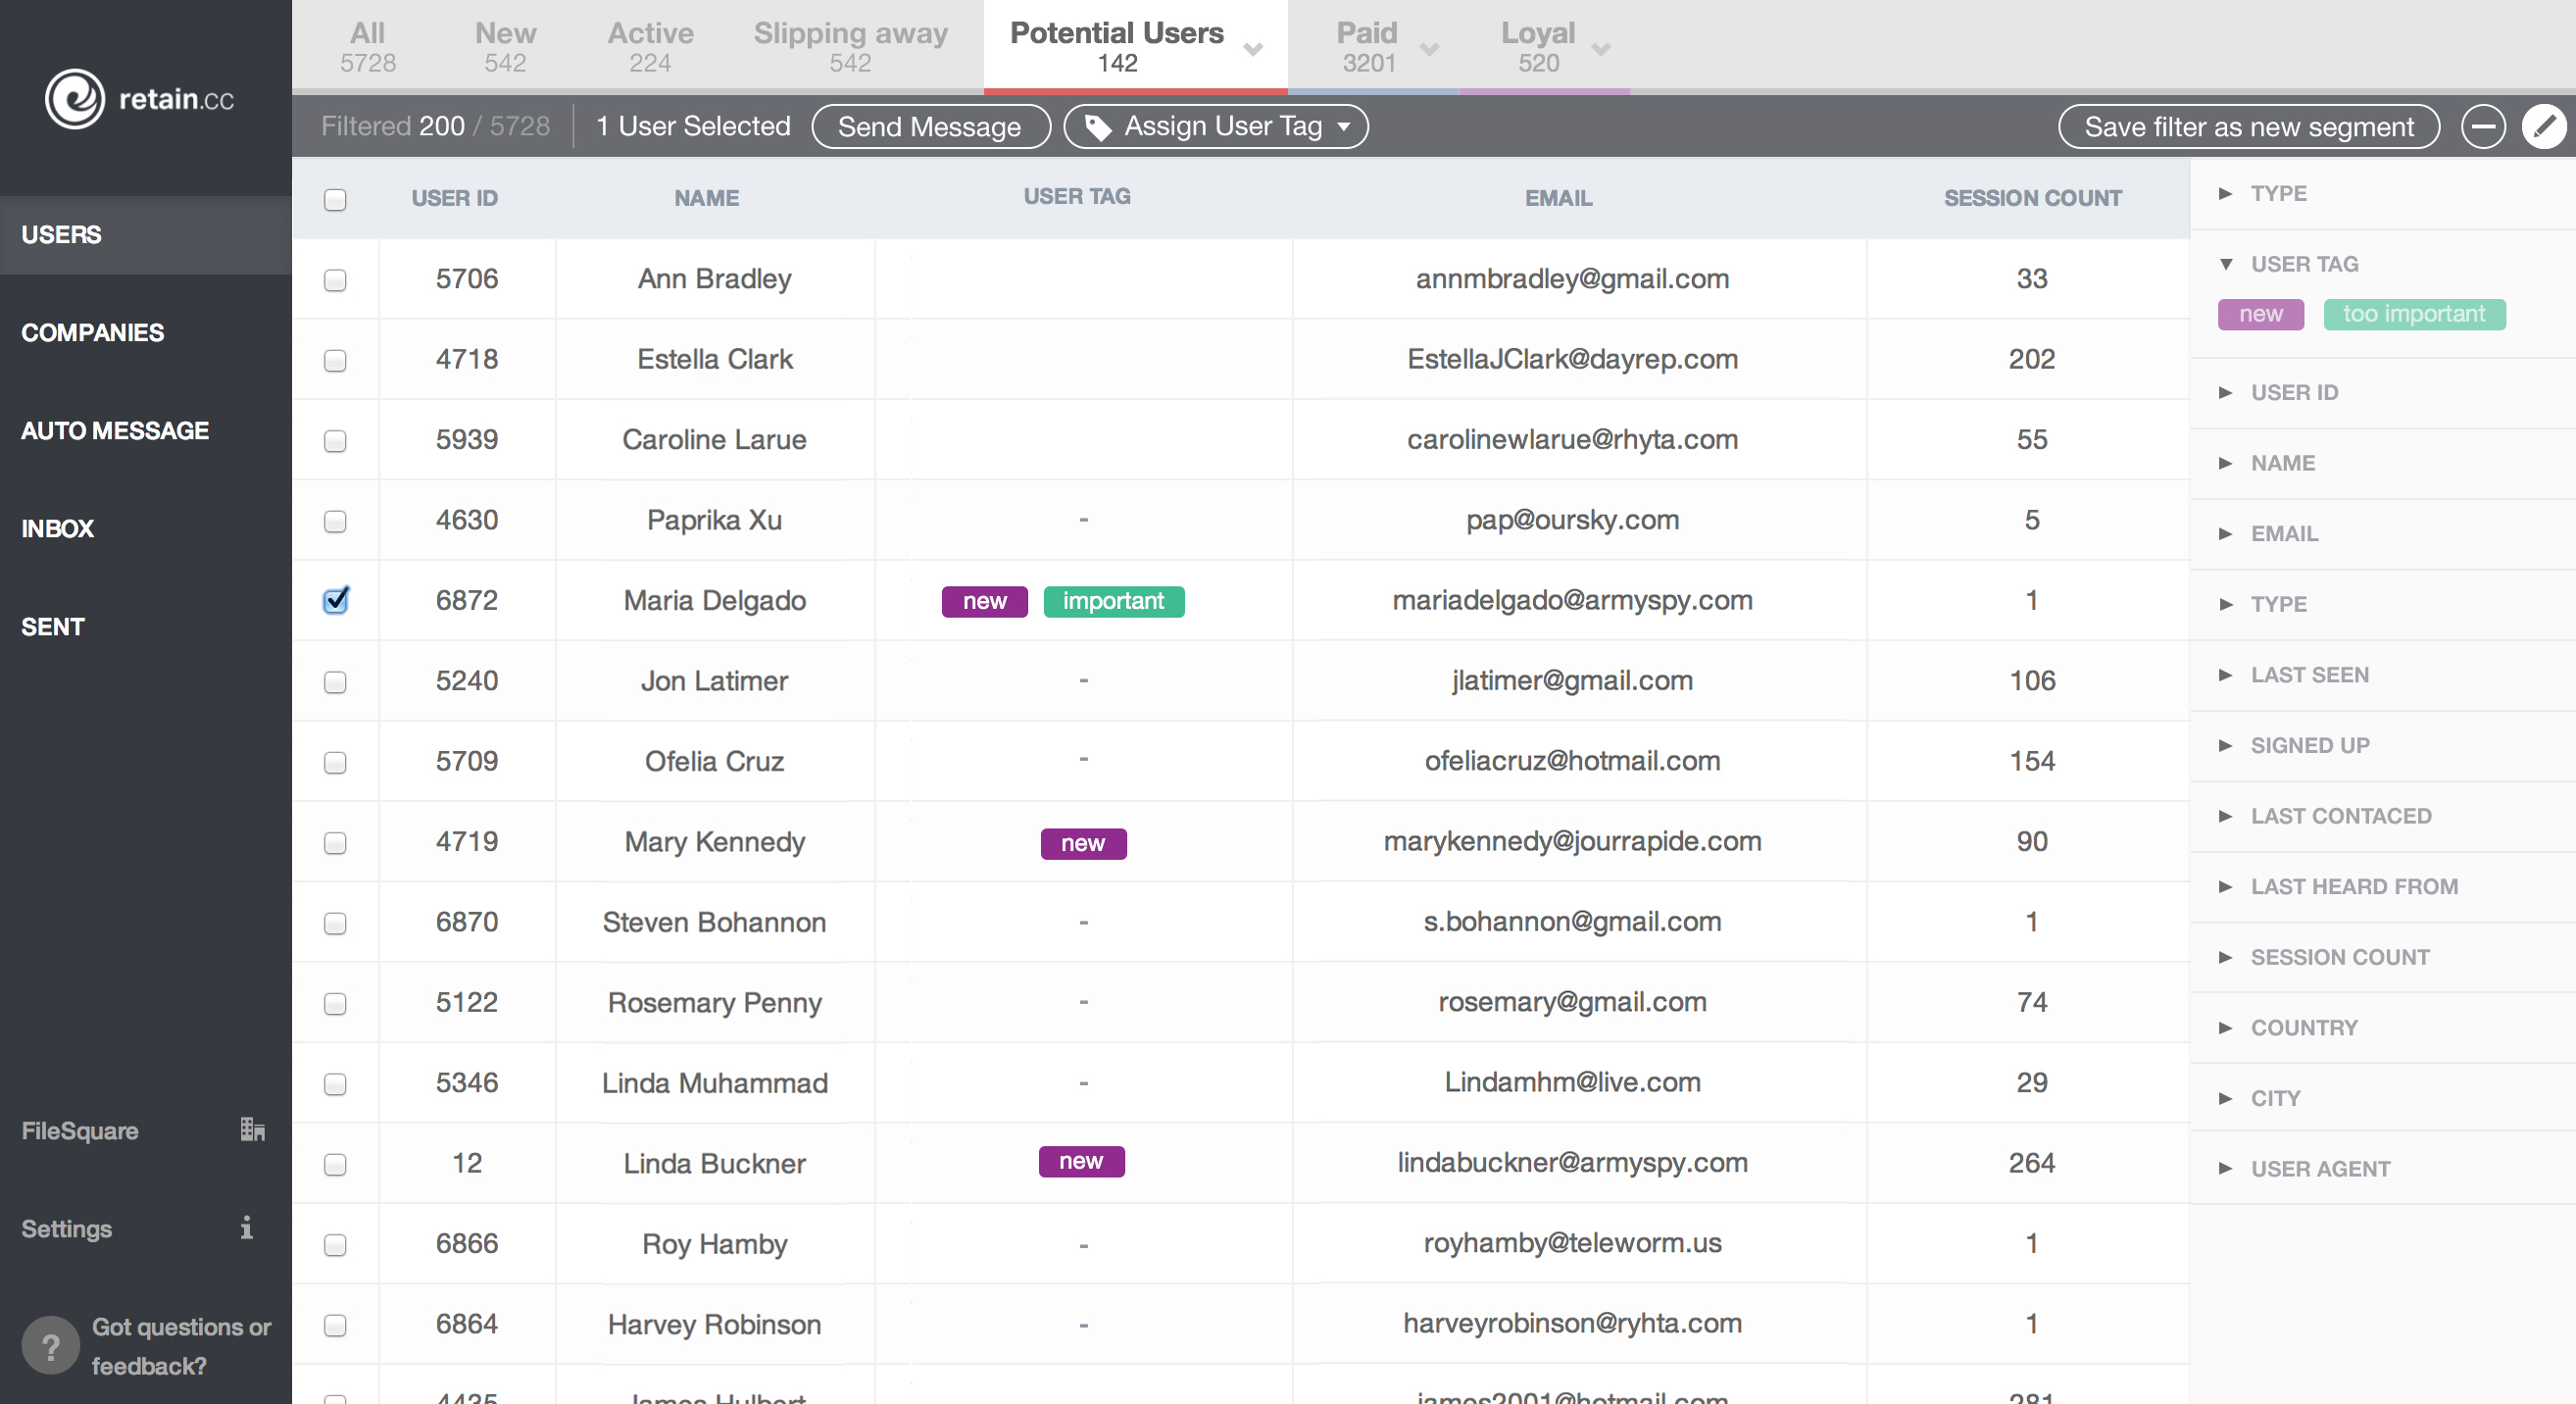 retain.cc
USERS
COMPANIES
AUTO MESSAGE
INBOX
SENT
FileSquare
Settings
i
?
Got questions or
feedback?
All New Active Slipping away Potential Users Paid Loyal
5728 542 224 542 142 3201 520
Filtered 200 / 5728 1 User Selected Send Message Assign User Tag Save filter as new segment
USER ID NAME USER TAG EMAIL SESSION COUNT
5706 Ann Bradley annmbradley@gmail.com 33
4718 Estella Clark EstellaJClark@dayrep.com 202
5939 Caroline Larue carolinewlarue@rhyta.com 55
4630 Paprika Xu - pap@oursky.com 5
6872 Maria Delgado new important mariadelgado@armyspy.com 1
5240 Jon Latimer - jlatimer@gmail.com 106
5709 Ofelia Cruz - ofeliacruz@hotmail.com 154
4719 Mary Kennedy new marykennedy@jourrapide.com 90
6870 Steven Bohannon - s.bohannon@gmail.com 1
5122 Rosemary Penny - rosemary@gmail.com 74
5346 Linda Muhammad - Lindamhm@live.com 29
12 Linda Buckner new lindabuckner@armyspy.com 264
6866 Roy Hamby - royhamby@teleworm.us 1
6864 Harvey Robinson - harveyrobinson@ryhta.com 1
4435 James Hulbert james2001@hotmail.com 281
TYPE
USER TAG
new too important
USER ID
NAME
EMAIL
TYPE
LAST SEEN
SIGNED UP
LAST CONTACED
LAST HEARD FROM
SESSION COUNT
COUNTRY
CITY
USER AGENT